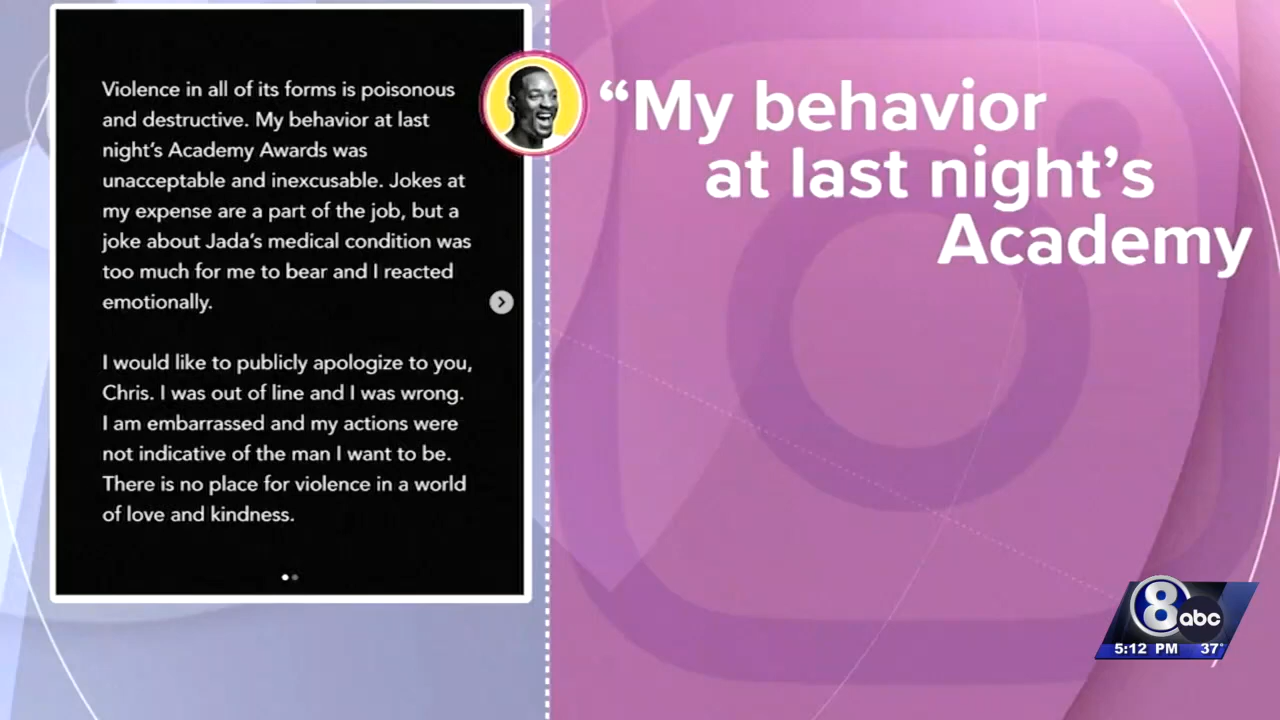 Violence in all of its forms is poisonous
and destructive. My behavior at last
night's Academy Awards was
unacceptable and inexcusable. Jokes at
my expense are a part of the job, but a
joke about Jada's medical condition was
too much for me to bear and I reacted
emotionally.
I would like to publicly apologize to you,
Chris. I was out of line and I was wrong.
I am embarrassed and my actions were
not indicative of the man I want to be.
There is no place for violence in a world
of love and kindness.
“My behavior
at last night’s
Academy
8 abc
5:12 PM 37°